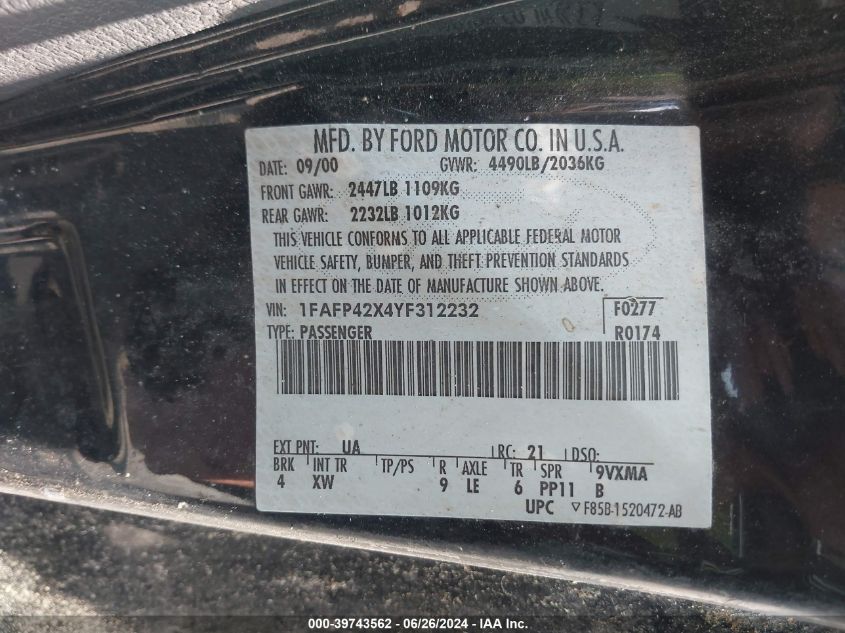 MFD. BY FORD MOTOR CO. IN U.S.A.
DATE: 09/00 GVWR: 4490LB/2036KG
FRONT GAWR: 2447LB 1109KG
REAR GAWR: 2232LB 1012KG
THIS VEHICLE CONFORMS TO ALL APPLICABLE FEDERAL MOTOR
VEHICLE SAFETY, BUMPER, AND THEFT PREVENTION STANDARDS
IN EFFECT ON THE DATE OF MANUFACTURE SHOWN ABOVE.
VIN: 1FAFP42X4YF312232 F0277
TYPE: PASSENGER R0174
EXT PNT: UA RC: 21 DSO:
BRK INT TR TP/PS R AXLE TR SPR 9VXMA
4 XW 9 LE 6 PP11 B
UPC F85B-1520472-AB
000-39743562 - 06/26/2024 - IAA Inc.